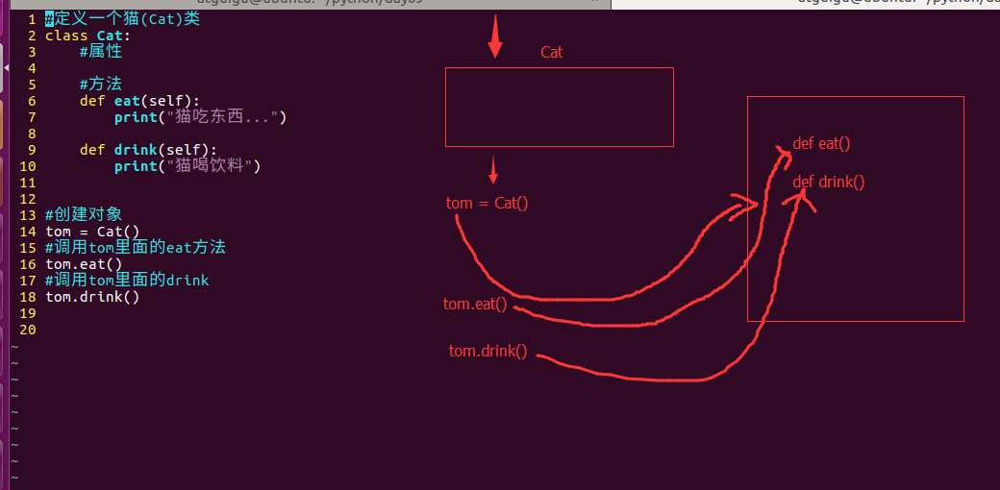 1 #定义一个猫(Cat)类
2 class Cat:
3     #属性
4
5     #方法
6     def eat(self):
7         print("猫吃东西...")
8
9     def drink(self):
10         print("猫喝饮料")
11
12
13 #创建对象
14 tom = Cat()
15 #调用tom里面的eat方法
16 tom.eat()
17 #调用tom里面的drink
18 tom.drink()
19
20
~
~
~
~
~
~
~
~
~
Cat
tom = Cat()
tom.eat()
tom.drink()
def eat()
def drink()